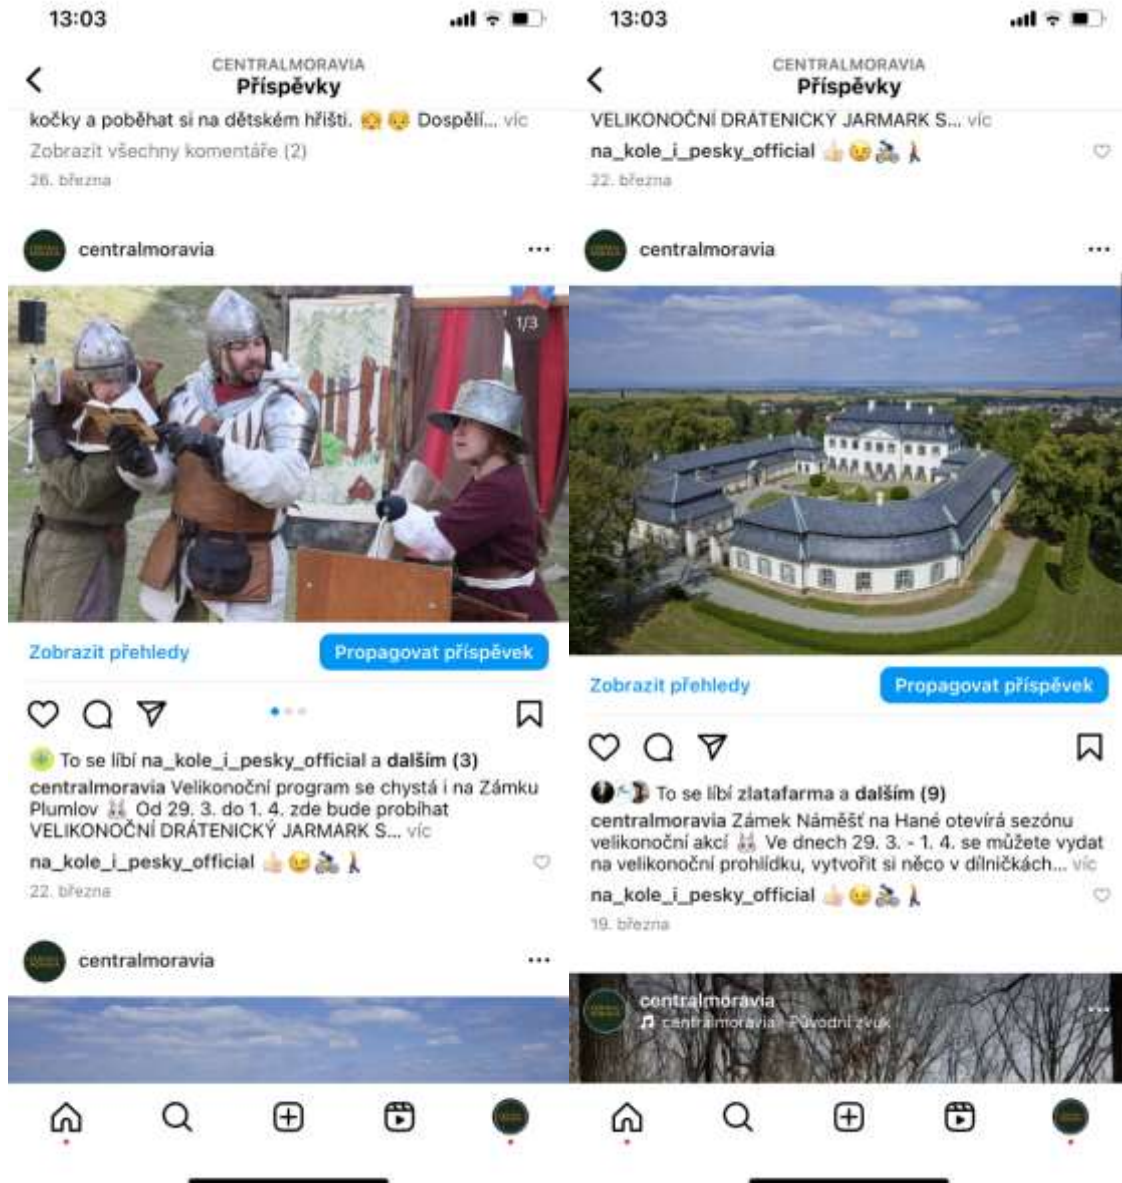 13:03
CENTRALMORAVIA
Příspěvky
kočky a poběhat si na dětském hřišti. 👧 👦 Dospělí... víc
Zobrazit všechny komentáře (2)
26. března
centralmoravia
1/3
Zobrazit přehledy
Propagovat příspěvek
To se líbí na_kole_i_pesky_official a dalším (3)
centralmoravia Velikonoční program se chystá i na Zámku
Plumlov 🐰 Od 29. 3. do 1. 4. zde bude probíhat
VELIKONOČNÍ DRÁTENICKÝ JARMARK S... víc
na_kole_i_pesky_official 👍🏻😉🚴🚶
22. března
centralmoravia
13:03
CENTRALMORAVIA
Příspěvky
VELIKONOČNÍ DRÁTENICKÝ JARMARK S... víc
na_kole_i_pesky_official 👍🏻😉🚴🚶
22. března
centralmoravia
Zobrazit přehledy
Propagovat příspěvek
To se líbí zlatafarma a dalším (9)
centralmoravia Zámek Náměšť na Hané otevírá sezónu
velikonoční akcí 🐰 Ve dnech 29. 3. - 1. 4. se můžete vydat
na velikonoční prohlídku, vytvořit si něco v dílničkách... víc
na_kole_i_pesky_official 👍🏻😉🚴🚶
19. března
centralmoravia
centralmoravia · Původní zvuk